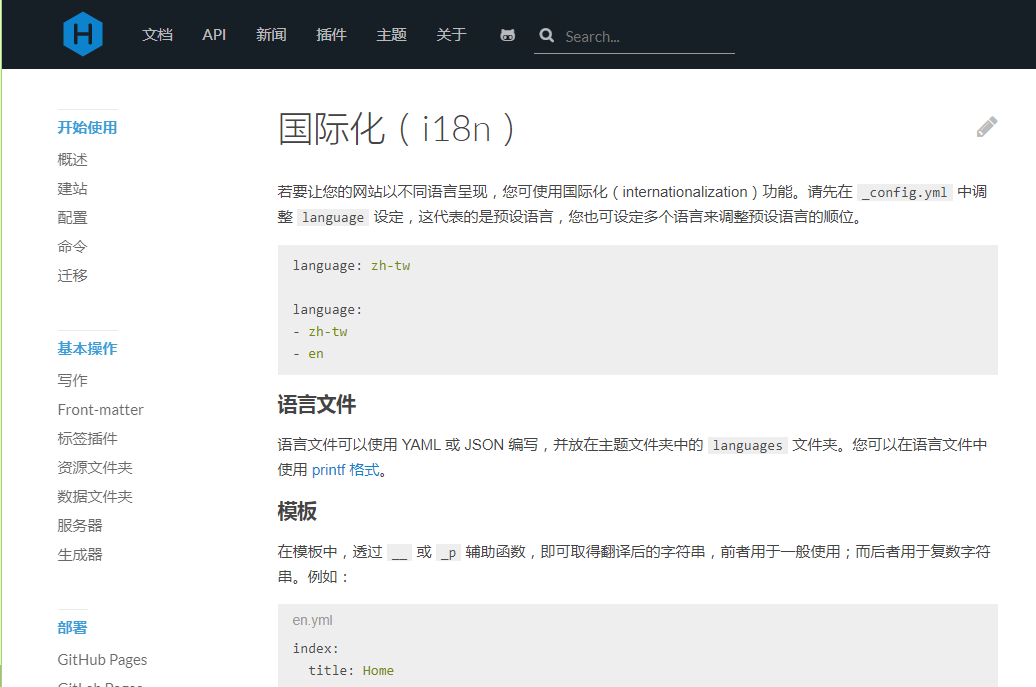 H
文档 API 新闻 插件 主题 关于 Search...
开始使用
概述
建站
配置
命令
迁移
基本操作
写作
Front-matter
标签插件
资源文件夹
数据文件夹
服务器
生成器
部署
GitHub Pages
GitLab Pages
国际化（i18n）
若要让您的网站以不同语言呈现，您可使用国际化（internationalization）功能。请先在 _config.yml 中调
整 language 设定，这代表的是预设语言，您也可设定多个语言来调整预设语言的顺位。
language: zh-tw
language:
- zh-tw
- en
语言文件
语言文件可以使用 YAML 或 JSON 编写，并放在主题文件夹中的 languages 文件夹。您可以在语言文件中
使用 printf 格式。
模板
在模板中，透过 __ 或 _p 辅助函数，即可取得翻译后的字符串，前者用于一般使用；而后者用于复数字符
串。例如：
en.yml
index:
title: Home